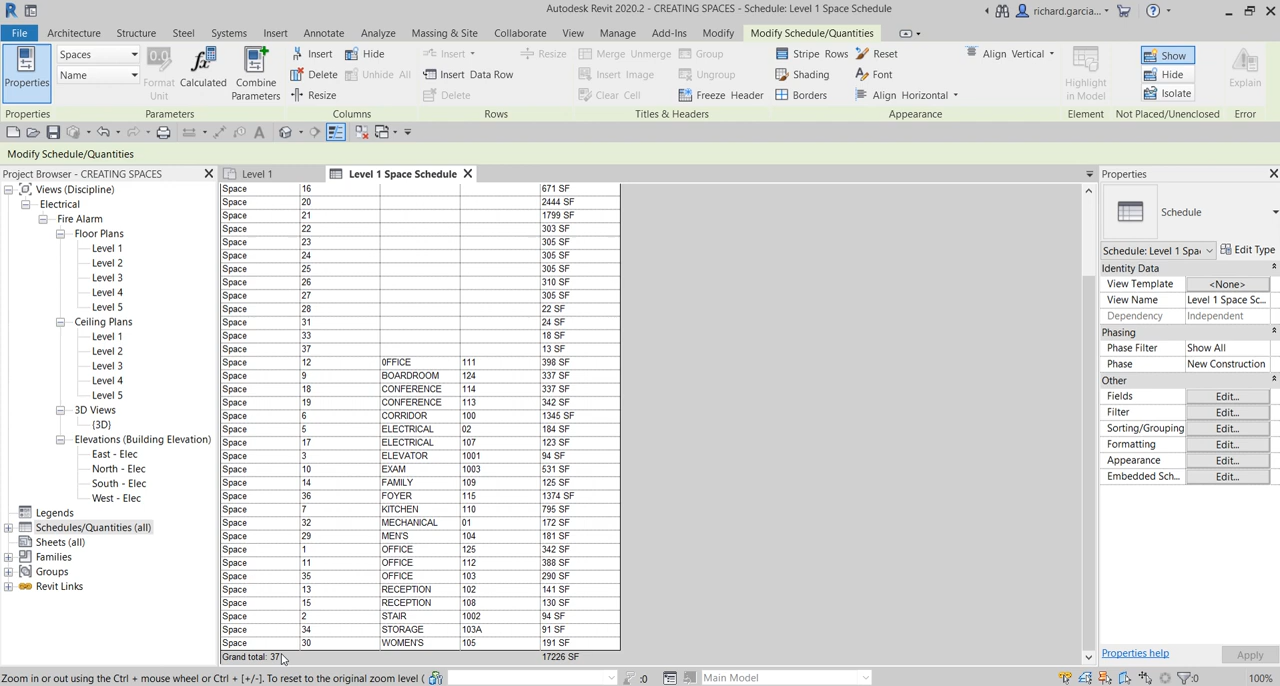 Autodesk Revit 2020.2 - CREATING SPACES - Schedule: Level 1 Space Schedule
richard.garcia...
File Architecture Structure Steel Systems Insert Annotate Analyze Massing & Site Collaborate View Manage Add-Ins Modify Modify Schedule/Quantities
Properties
Spaces
Name
Format Unit
Calculated
Combine Parameters
Insert Hide
Delete Unhide All
Resize
Insert
Insert Data Row
Delete
Resize
Merge Unmerge
Insert Image
Clear Cell
Group
Ungroup
Freeze Header
Stripe Rows
Shading
Borders
Reset
Font
Align Horizontal
Align Vertical
Highlight in Model
Show
Hide
Isolate
Explain
Properties Parameters Columns Rows Titles & Headers Appearance Element Not Placed/Unenclosed Error
Modify Schedule/Quantities
Project Browser - CREATING SPACES
Views (Discipline)
Electrical
Fire Alarm
Floor Plans
Level 1
Level 2
Level 3
Level 4
Level 5
Ceiling Plans
Level 1
Level 2
Level 3
Level 4
Level 5
3D Views
{3D}
Elevations (Building Elevation)
East - Elec
North - Elec
South - Elec
West - Elec
Legends
Schedules/Quantities (all)
Sheets (all)
Families
Groups
Revit Links
Level 1
Level 1 Space Schedule
Space 16 671 SF
Space 20 2444 SF
Space 21 1799 SF
Space 22 303 SF
Space 23 305 SF
Space 24 305 SF
Space 25 305 SF
Space 26 310 SF
Space 27 305 SF
Space 28 22 SF
Space 31 24 SF
Space 33 18 SF
Space 37 13 SF
Space 12 0FFICE 111 398 SF
Space 9 BOARDROOM 124 337 SF
Space 18 CONFERENCE 114 337 SF
Space 19 CONFERENCE 113 342 SF
Space 6 CORRIDOR 100 1345 SF
Space 5 ELECTRICAL 02 184 SF
Space 17 ELECTRICAL 107 123 SF
Space 3 ELEVATOR 1001 94 SF
Space 10 EXAM 1003 531 SF
Space 14 FAMILY 109 125 SF
Space 36 FOYER 115 1374 SF
Space 7 KITCHEN 110 795 SF
Space 32 MECHANICAL 01 172 SF
Space 29 MEN'S 104 181 SF
Space 1 OFFICE 125 342 SF
Space 11 OFFICE 112 388 SF
Space 35 OFFICE 103 290 SF
Space 13 RECEPTION 102 141 SF
Space 15 RECEPTION 108 130 SF
Space 2 STAIR 1002 94 SF
Space 34 STORAGE 103A 91 SF
Space 30 WOMEN'S 105 191 SF
Grand total: 37 17226 SF
Properties
Schedule
Schedule: Level 1 Spa Edit Type
Identity Data
View Template <None>
View Name Level 1 Space Sc...
Dependency Independent
Phasing
Phase Filter Show All
Phase New Construction
Other
Fields Edit...
Filter Edit...
Sorting/Grouping Edit...
Formatting Edit...
Appearance Edit...
Embedded Sch... Edit...
Properties help Apply
Zoom in or out using the Ctrl + mouse wheel or Ctrl + [+/-]. To reset to the original zoom level ( :0 Main Model :0 100%